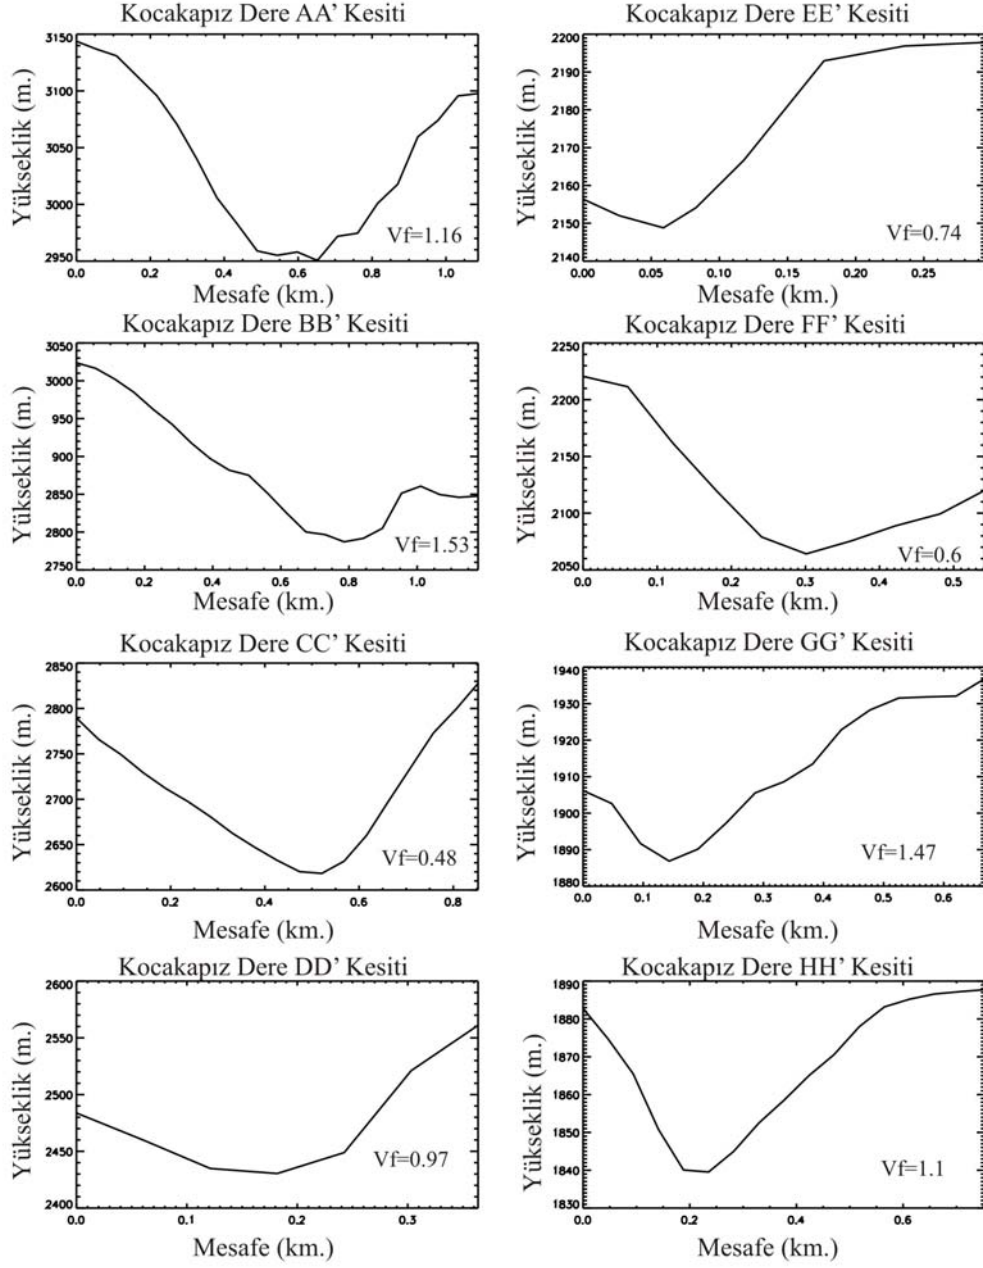 Kocakapız Dere AA' Kesiti
Yükseklik (m.)
3150
3100
3050
3000
2950
Vf=1.16
0.0 0.2 0.4 0.6 0.8 1.0
Mesafe (km.)
Kocakapız Dere EE' Kesiti
Yükseklik (m.)
2200
2190
2170
2160
2150
2140
Vf=0.74
0.00 0.05 0.10 0.15 0.20 0.25
Mesafe (km.)
Kocakapız Dere BB' Kesiti
Yükseklik (m.)
3050
3000
950
900
850
2850
2800
2750
Vf=1.53
0.0 0.2 0.4 0.6 0.8 1.0
Mesafe (km.)
Kocakapız Dere FF' Kesiti
Yükseklik (m.)
2250
2200
2150
2100
2050
Vf=0.6
0.0 0.1 0.2 0.3 0.4 0.5
Mesafe (km.)
Kocakapız Dere CC' Kesiti
Yükseklik (m.)
2850
2800
2750
2700
2650
2600
Vf=0.48
0.0 0.2 0.4 0.6 0.8
Mesafe (km.)
Kocakapız Dere GG' Kesiti
Yükseklik (m.)
1940
1930
1920
1910
1900
1890
1880
Vf=1.47
0.0 0.1 0.2 0.3 0.4 0.5 0.6
Mesafe (km.)
Kocakapız Dere DD' Kesiti
Yükseklik (m.)
2600
2550
2500
2450
2400
Vf=0.97
0.0 0.1 0.2 0.3
Mesafe (km.)
Kocakapız Dere HH' Kesiti
Yükseklik (m.)
1890
1880
1870
1860
1850
1840
1830
Vf=1.1
0.0 0.2 0.4 0.6
Mesafe (km.)